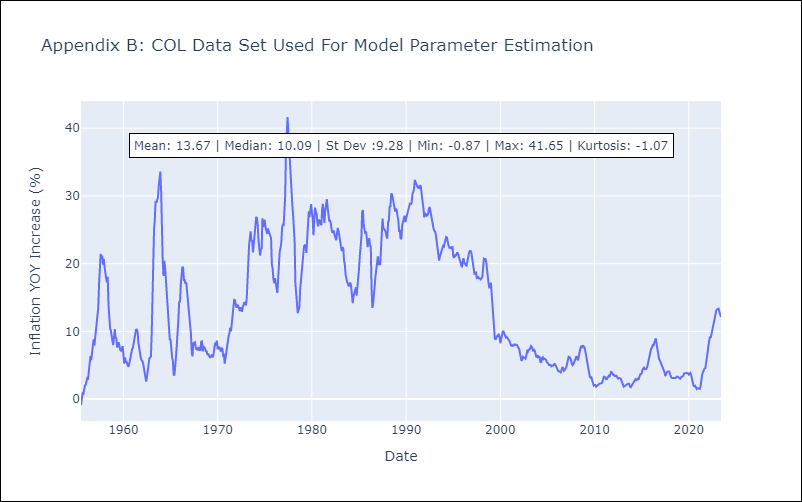 Appendix B: COL Data Set Used For Model Parameter Estimation
40
Mean: 13.67 | Median: 10.09 | St Dev :9.28 | Min: -0.87 | Max: 41.65 | Kurtosis: -1.07
30
20
10
0
Inflation YOY Increase (%)
1960 1970 1980 1990 2000 2010 2020
Date